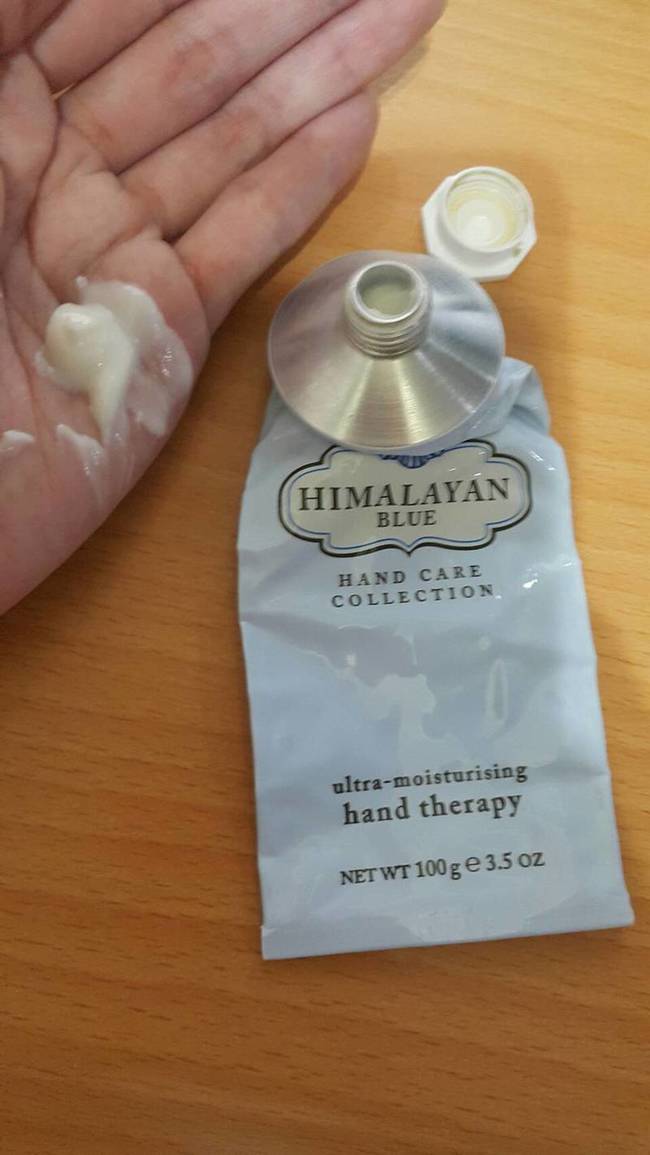 HIMALAYAN
BLUE
HAND CARE
COLLECTION
ultra-moisturising
hand therapy
NET WT 100g e 3.5 OZ